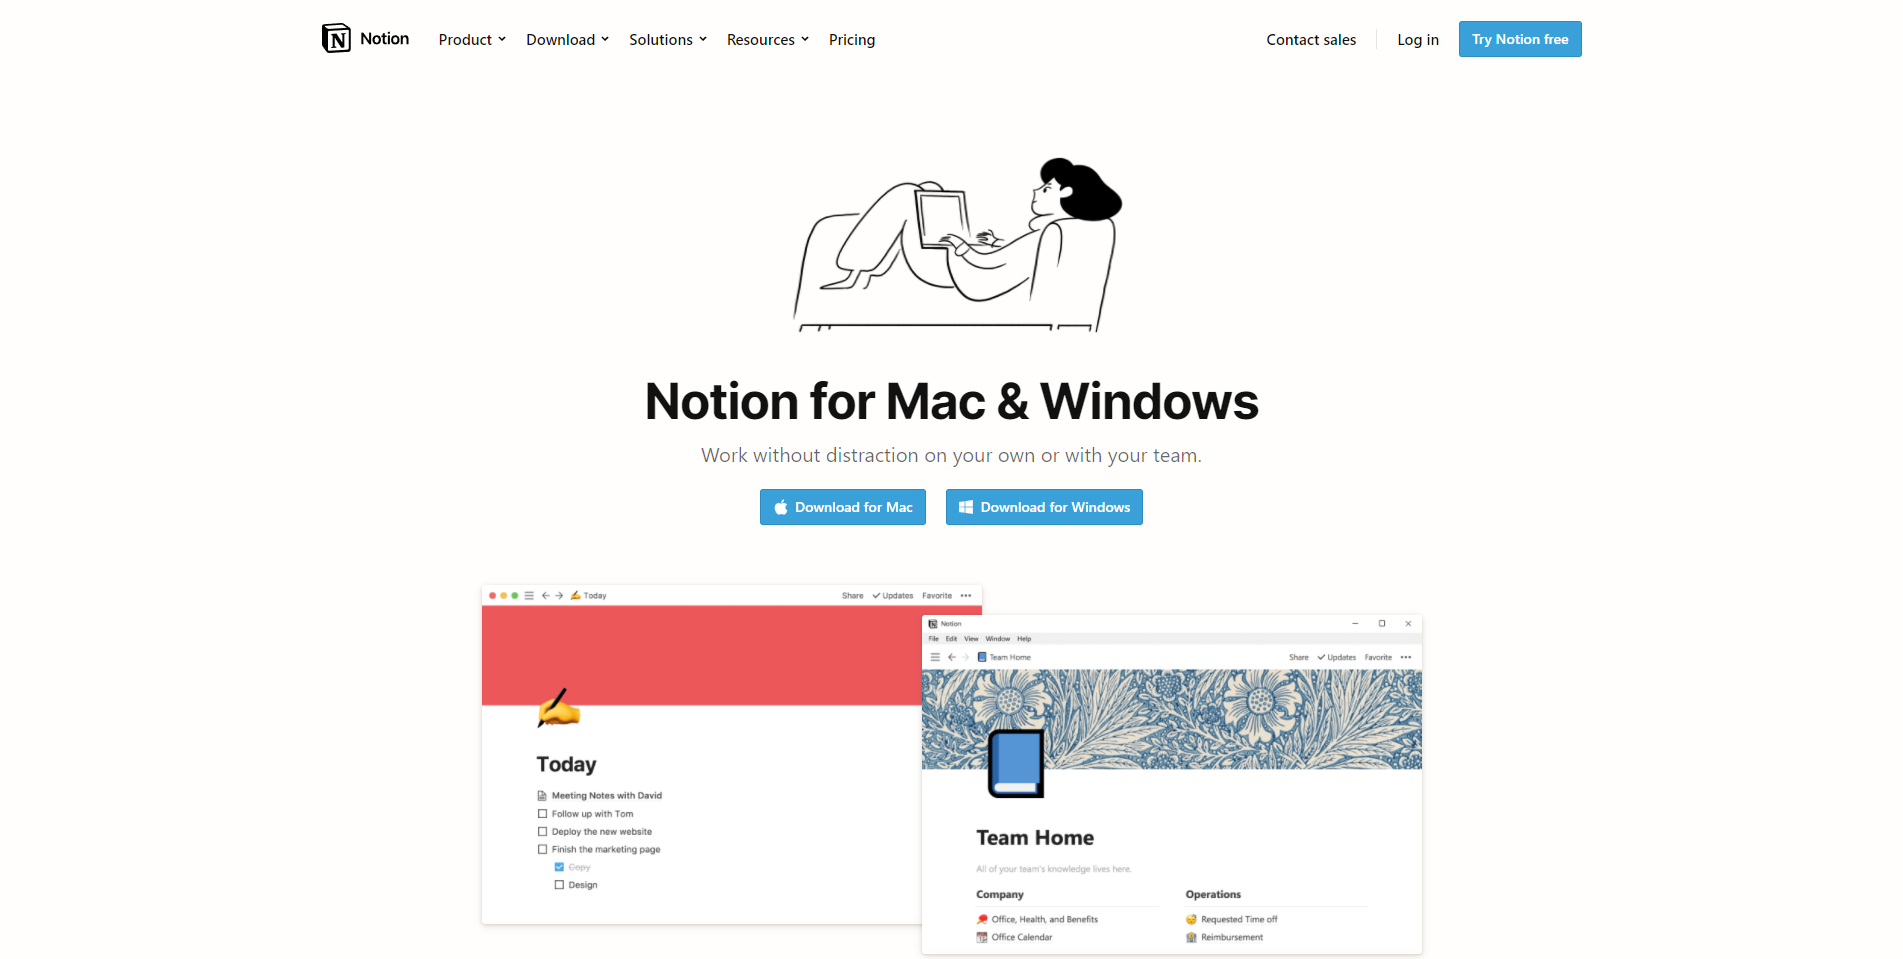 Notion
Product
Download
Solutions
Resources
Pricing
Contact sales
Log in
Try Notion free
Notion for Mac & Windows
Work without distraction on your own or with your team.
Download for Mac
Download for Windows
Today
Share
Updates
Favorite
Today
Meeting Notes with David
Follow up with Tom
Deploy the new website
Finish the marketing page
Copy
Design
Notion
File Edit View Window Help
Team Home
Share
Updates
Favorite
Team Home
All of your team's knowledge lives here.
Company
Office, Health, and Benefits
Office Calendar
Operations
Requested Time off
Reimbursement